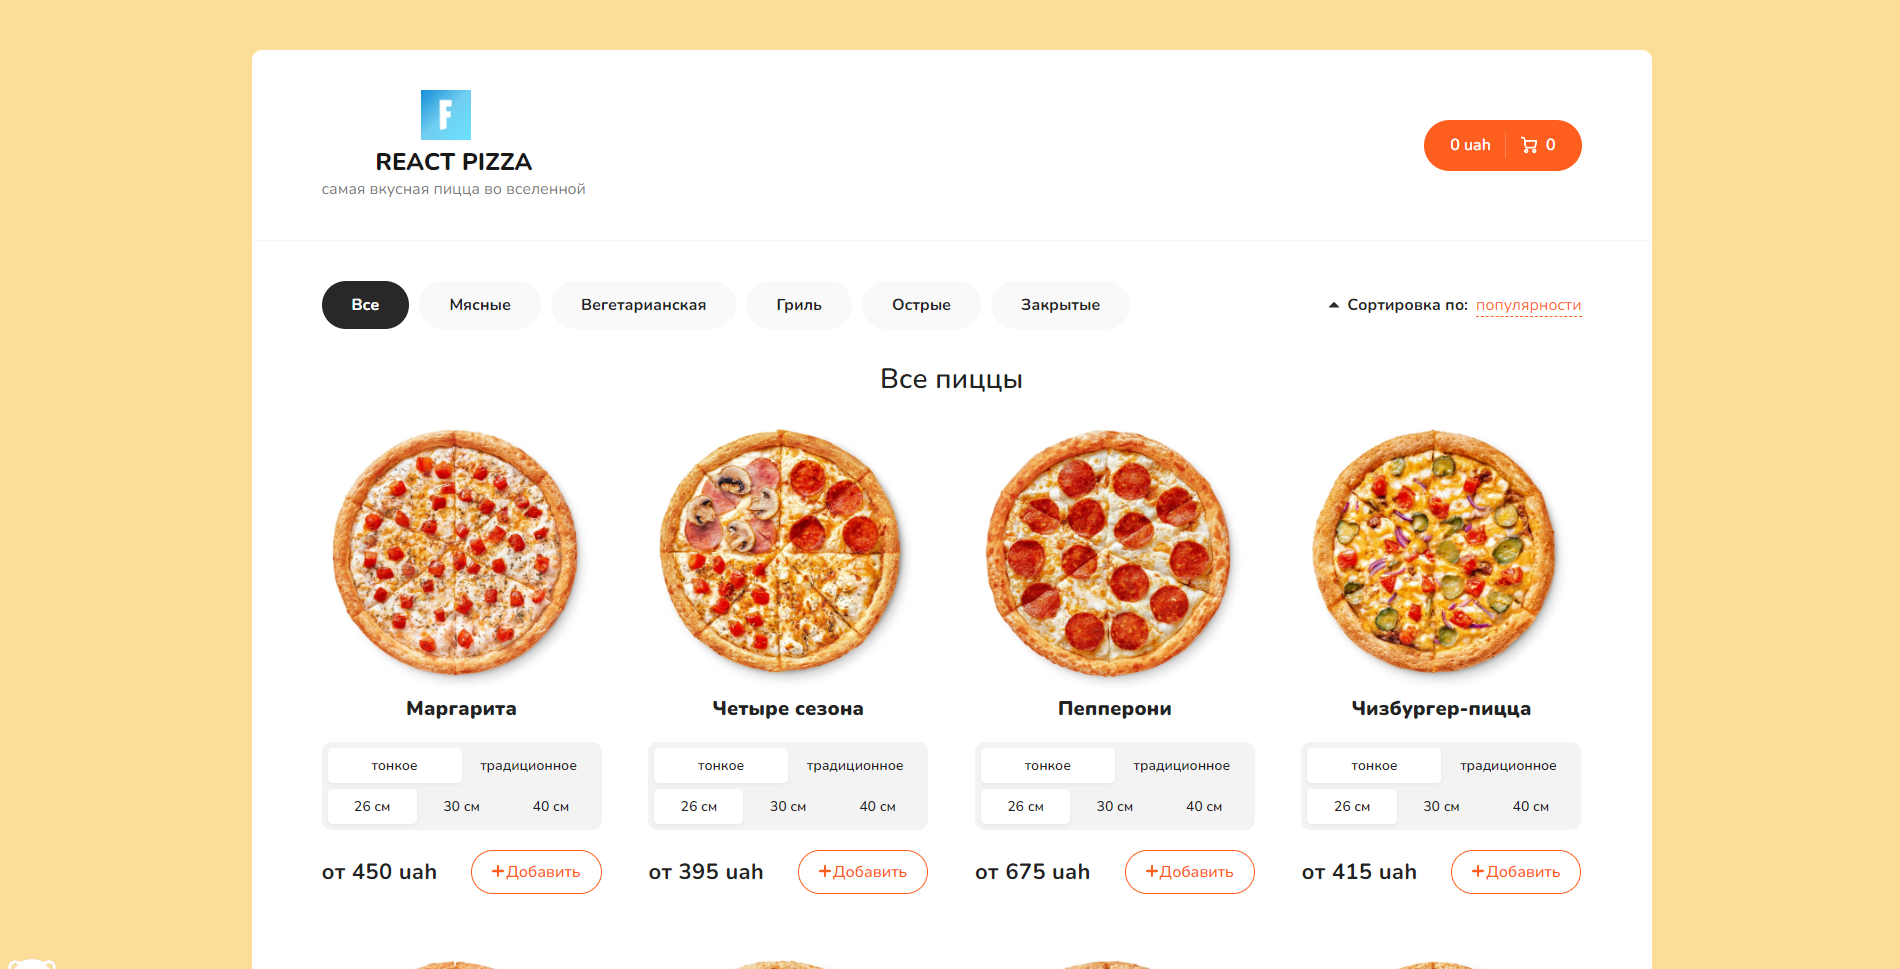 F
REACT PIZZA
самая вкусная пицца во вселенной
0 uah 0
Все Мясные Вегетарианская Гриль Острые Закрытые Сортировка по: популярности
Все пиццы
Маргарита Четыре сезона Пепперони Чизбургер-пицца
тонкое традиционное тонкое традиционное тонкое традиционное тонкое традиционное
26 см 30 см 40 см 26 см 30 см 40 см 26 см 30 см 40 см 26 см 30 см 40 см
от 450 uah +Добавить от 395 uah +Добавить от 675 uah +Добавить от 415 uah +Добавить